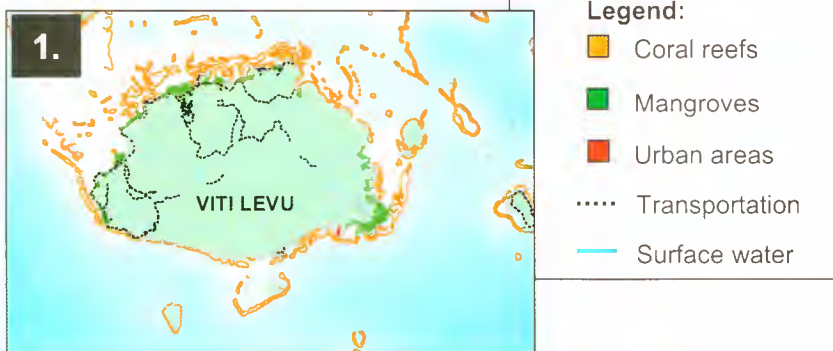 1.
VITI LEVU
Legend:
Coral reefs
Mangroves
Urban areas
Transportation
Surface water